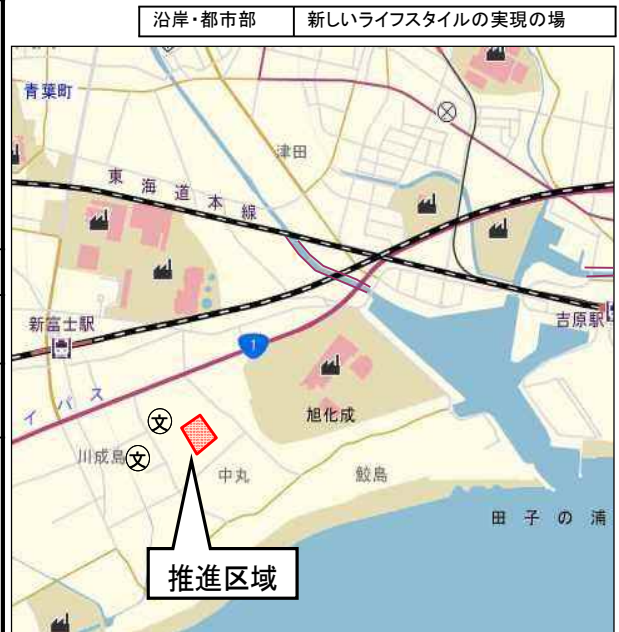 沿岸・都市部 新しいライフスタイルの実現の場
青葉町
津田
東海道本線
新富士駅
吉原駅
1
イパス
旭化成
文
川成島
文
中丸
鮫島
田子の浦
推進区域